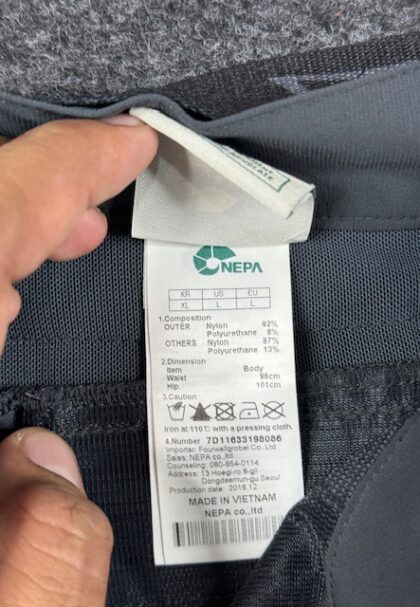 NEPA
KR US EU
XL L L
1.Composition
OUTER Nylon 92%
Polyurethane 8%
OTHERS Nylon 87%
Polyurethane 13%
2.Dimension
Item Body
Waist 86cm
Hip 101cm
3.Caution
Iron at 110℃ with a pressing cloth.
4.Number 7D11633198086
Importer: Fourwellgrobal Co.,Ltd
Sales: NEPA co.,ltd
Counseling: 080-854-0114
Address: 13 Hoegi-ro 8-gil
Dongdaemun-gu Seoul
Production date: 2016.12
MADE IN VIETNAM
NEPA co.,ltd